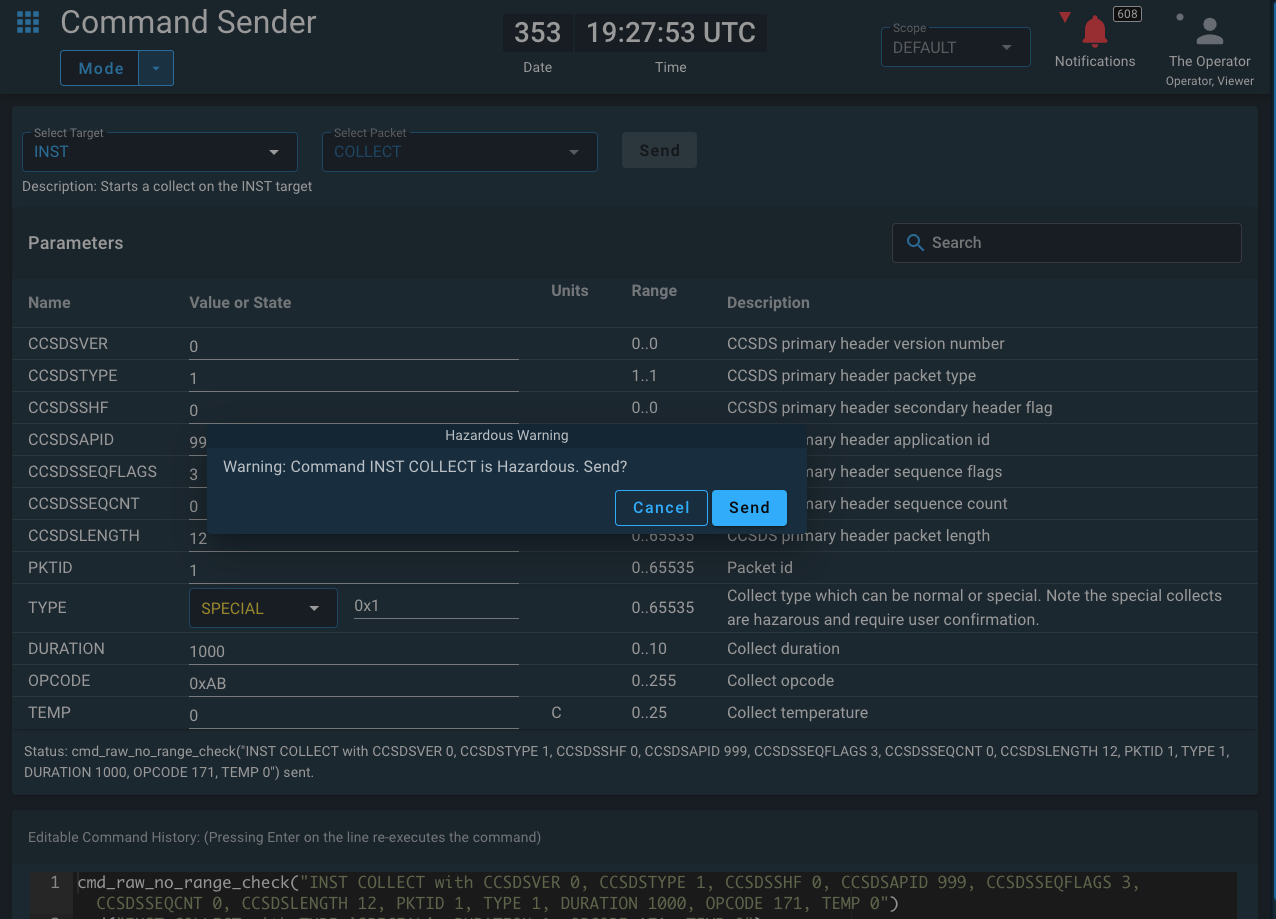 Command Sender
Mode
353
19:27:53 UTC
Date
Time
Scope
DEFAULT
608
Notifications
The Operator
Operator, Viewer
Select Target
INST
Select Packet
COLLECT
Send
Description: Starts a collect on the INST target
Parameters
Search
Name Value or State Units Range Description
CCSDSVER 0 0..0 CCSDS primary header version number
CCSDSTYPE 1 1..1 CCSDS primary header packet type
CCSDSSHF 0 0..0 CCSDS primary header secondary header flag
CCSDSAPID 99 mary header application id
CCSDSSEQFLAGS 3 mary header sequence flags
CCSDSSEQCNT 0 mary header sequence count
CCSDSLENGTH 12 0..65535 CCSDS primary header packet length
Hazardous Warning
Warning: Command INST COLLECT is Hazardous. Send?
Cancel
Send
PKTID 1 0..65535 Packet id
TYPE SPECIAL 0x1 0..65535 Collect type which can be normal or special. Note the special collects
are hazarous and require user confirmation.
DURATION 1000 0..10 Collect duration
OPCODE 0xAB 0..255 Collect opcode
TEMP 0 C 0..25 Collect temperature
Status: cmd_raw_no_range_check("INST COLLECT with CCSDSVER 0, CCSDSTYPE 1, CCSDSSHF 0, CCSDSAPID 999, CCSDSSEQFLAGS 3, CCSDSSEQCNT 0, CCSDSLENGTH 12, PKTID 1, TYPE 1,
DURATION 1000, OPCODE 171, TEMP 0") sent.
Editable Command History: (Pressing Enter on the line re-executes the command)
1 cmd_raw_no_range_check("INST COLLECT with CCSDSVER 0, CCSDSTYPE 1, CCSDSSHF 0, CCSDSAPID 999, CCSDSSEQFLAGS 3,
CCSDSSEQCNT 0, CCSDSLENGTH 12, PKTID 1, TYPE 1, DURATION 1000, OPCODE 171, TEMP 0")